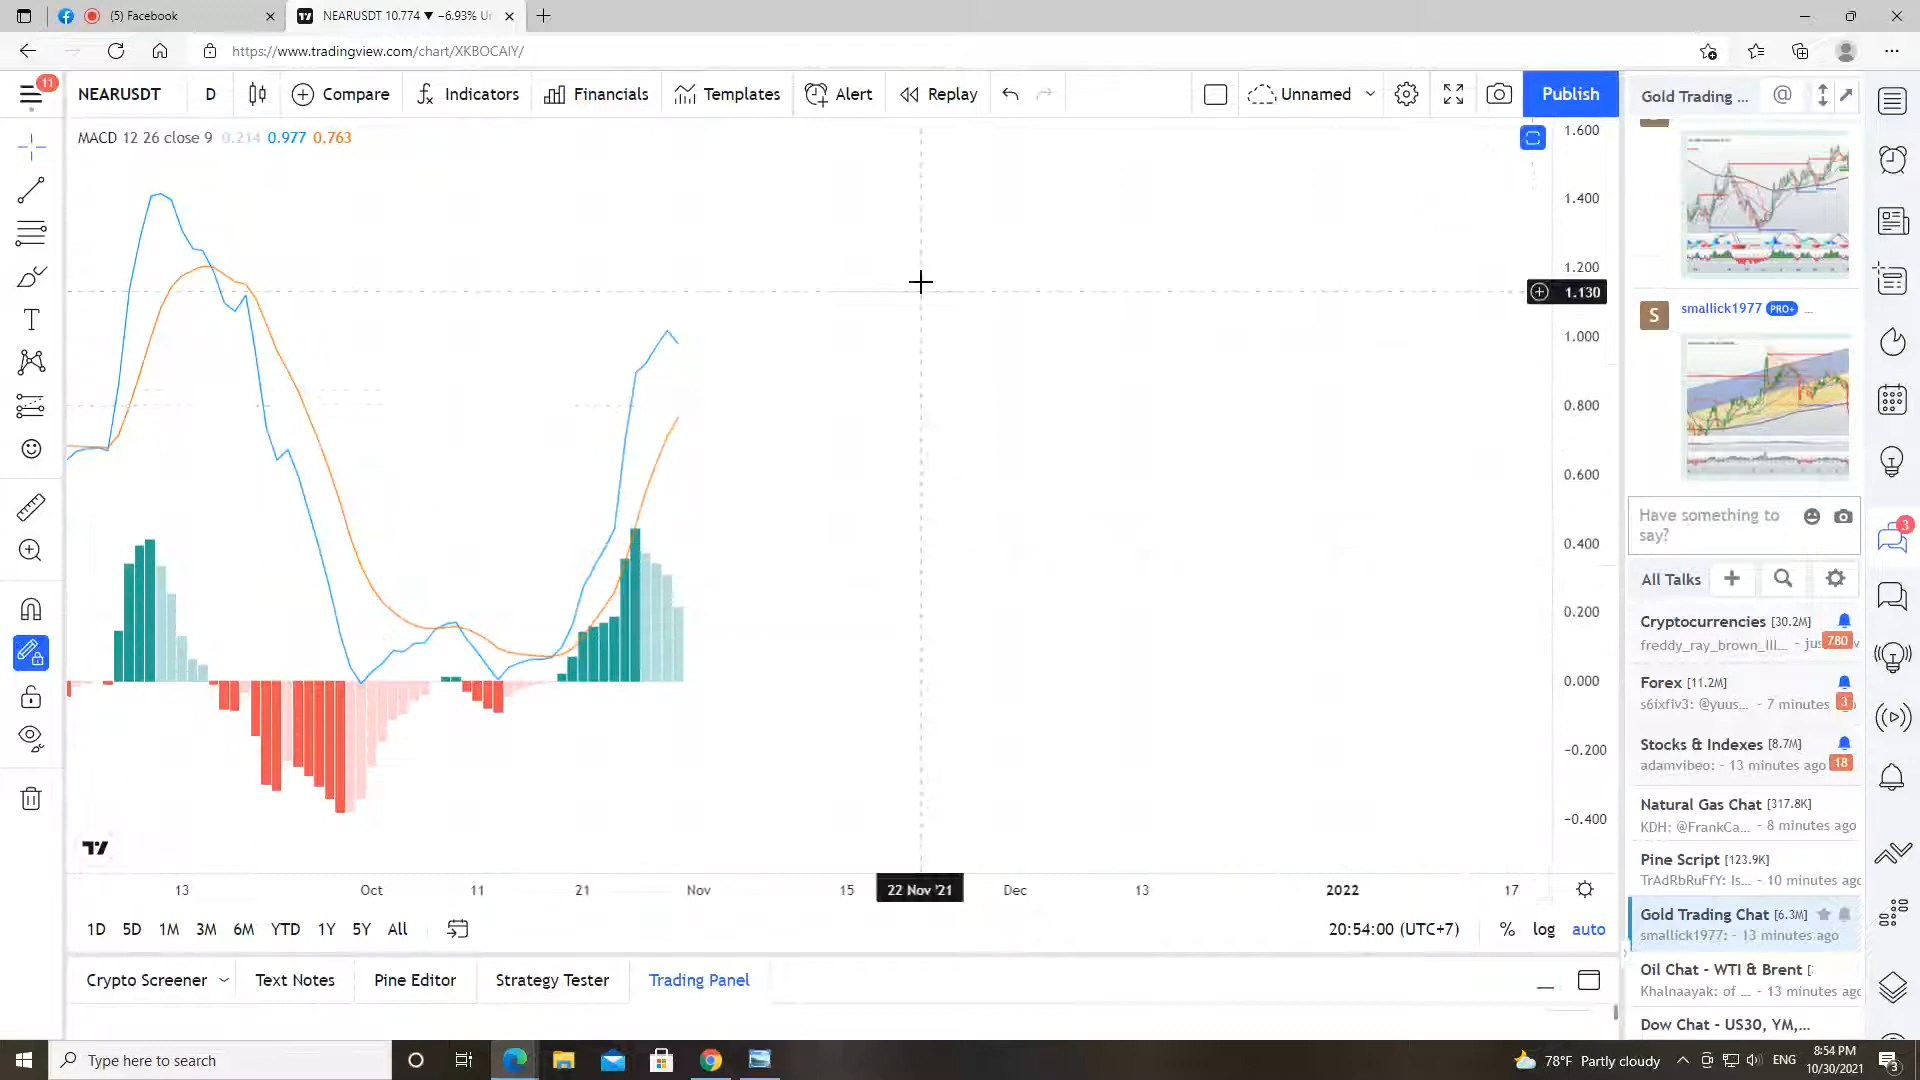 (5) Facebook
NEARUSDT 10.774 ▼ −6.93% Ur
https://www.tradingview.com/chart/XKBOCAIY/
11
NEARUSDT
D
Compare
Indicators
Financials
Templates
Alert
Replay
Unnamed
Publish
Gold Trading ...
MACD 12 26 close 9 0.214 0.977 0.763
1.600
1.400
1.200
1.130
1.000
0.800
0.600
0.400
0.200
0.000
−0.200
−0.400
13
Oct
11
21
Nov
15
22 Nov '21
Dec
13
2022
17
1D
5D
1M
3M
6M
YTD
1Y
5Y
All
20:54:00 (UTC+7)
%
log
auto
Crypto Screener
Text Notes
Pine Editor
Strategy Tester
Trading Panel
S
smallick1977 PRO+ ...
Have something to
say?
3
All Talks
Cryptocurrencies [30.2M]
freddy_ray_brown_III... - jus
780
Forex [11.2M]
s6ixfiv3: @yuus... - 7 minutes
3
Stocks & Indexes [8.7M]
adamvibeo: - 13 minutes ago
18
Natural Gas Chat [317.8K]
KDH: @FrankCa... - 8 minutes ago
Pine Script [123.9K]
TrAdRbRuFfY: Is... - 10 minutes ago
Gold Trading Chat [6.3M]
smallick1977: - 13 minutes ago
Oil Chat - WTI & Brent [
Khalnaayak: of ... - 13 minutes ago
Dow Chat - US30, YM,...
Type here to search
78°F Partly cloudy
ENG
8:54 PM
10/30/2021
3